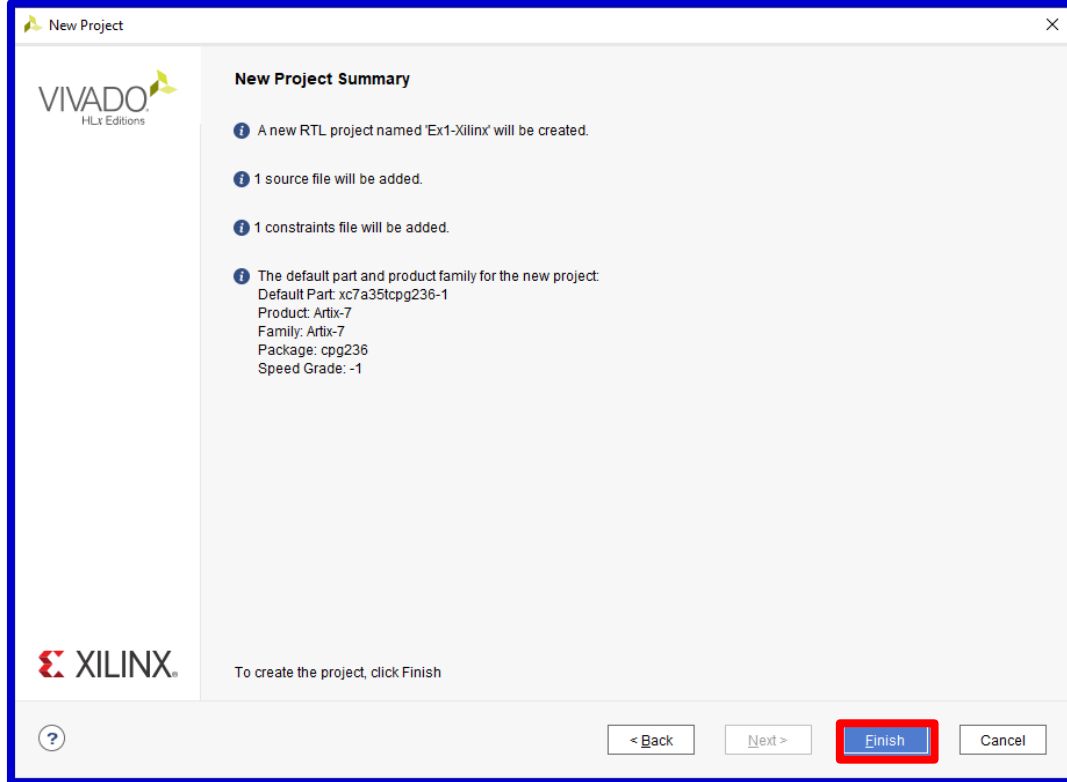 New Project
VIVADO
HLx Editions
New Project Summary
A new RTL project named 'Ex1-Xilinx' will be created.
1 source file will be added.
1 constraints file will be added.
The default part and product family for the new project:
Default Part: xc7a35tcpg236-1
Product: Artix-7
Family: Artix-7
Package: cpg236
Speed Grade: -1
XILINX
To create the project, click Finish
?
< Back
Next >
Finish
Cancel